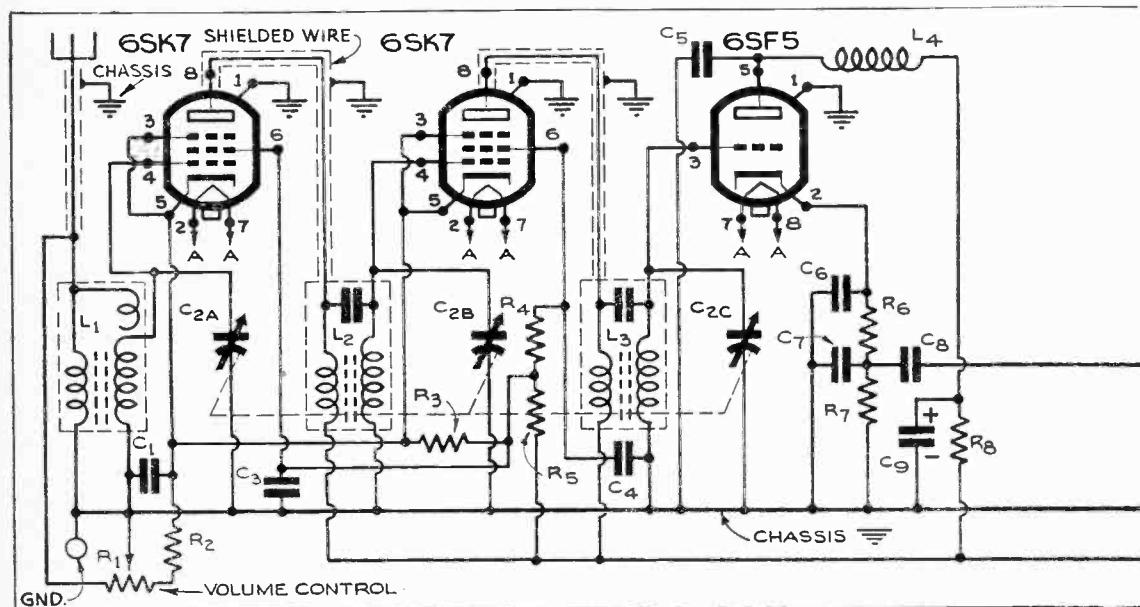 6SK7
SHIELDED WIRE
6SK7
C5
6SF5
L4
CHASSIS
8
1
8
1
5
1
3
4
6
3
4
6
3
5
2
7
5
2
7
7
8
2
A
A
A
A
A
A
L1
C2A
L2
C2B
R4
L3
C2C
C6
R6
C7
C8
R3
R7
C1
C3
R5
C4
C9
+
−
R8
R1
R2
CHASSIS
GND.
VOLUME CONTROL